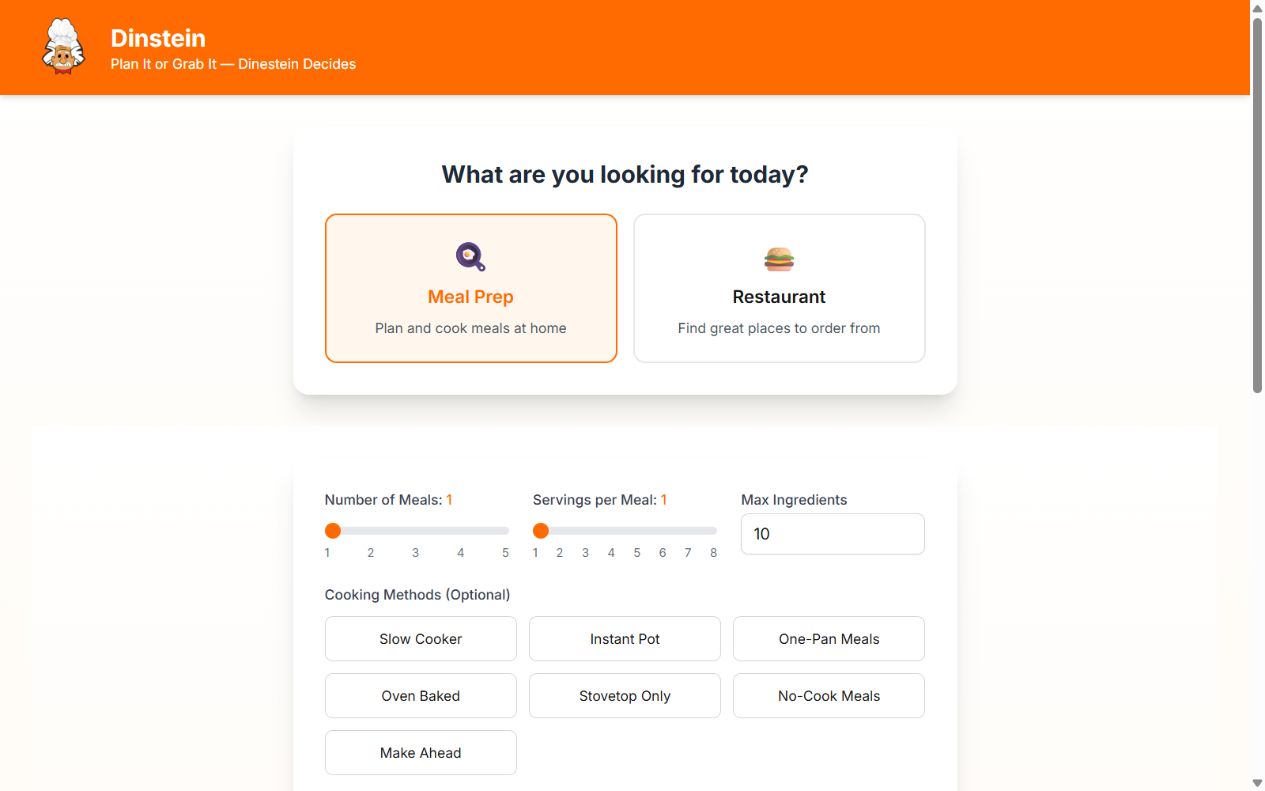 Dinstein
Plan It or Grab It — Dinestein Decides
What are you looking for today?
Meal Prep
Plan and cook meals at home
Restaurant
Find great places to order from
Number of Meals: 1
1 2 3 4 5
Servings per Meal: 1
1 2 3 4 5 6 7 8
Max Ingredients
10
Cooking Methods (Optional)
Slow Cooker
Instant Pot
One-Pan Meals
Oven Baked
Stovetop Only
No-Cook Meals
Make Ahead